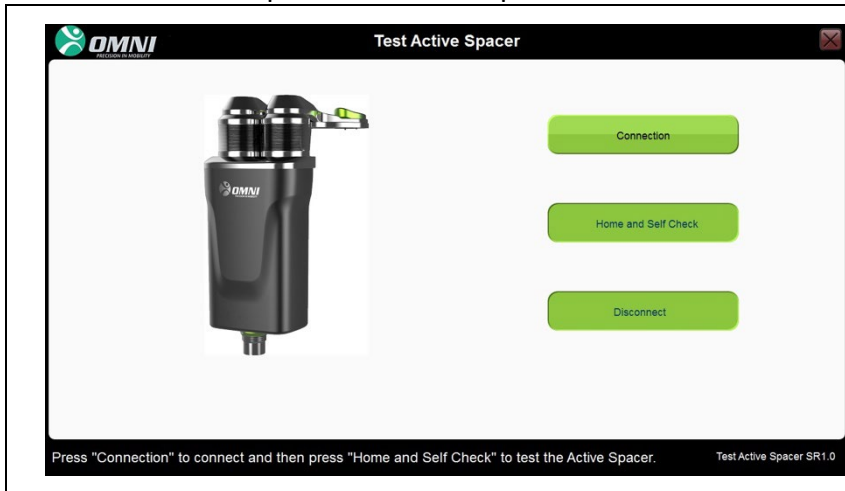 OMNI
PRECISION IN MOBILITY
Test Active Spacer
OMNI
Connection
Home and Self Check
Disconnect
Press "Connection" to connect and then press "Home and Self Check" to test the Active Spacer.
Test Active Spacer SR1.0